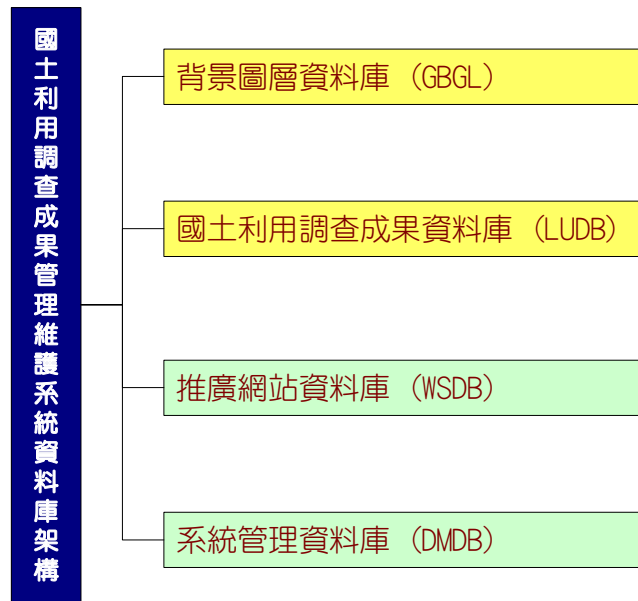 國土利用調查成果管理維護系統資料庫架構
背景圖層資料庫 (GBGL)
國土利用調查成果資料庫 (LUDB)
推廣網站資料庫 (WSDB)
系統管理資料庫 (DMDB)